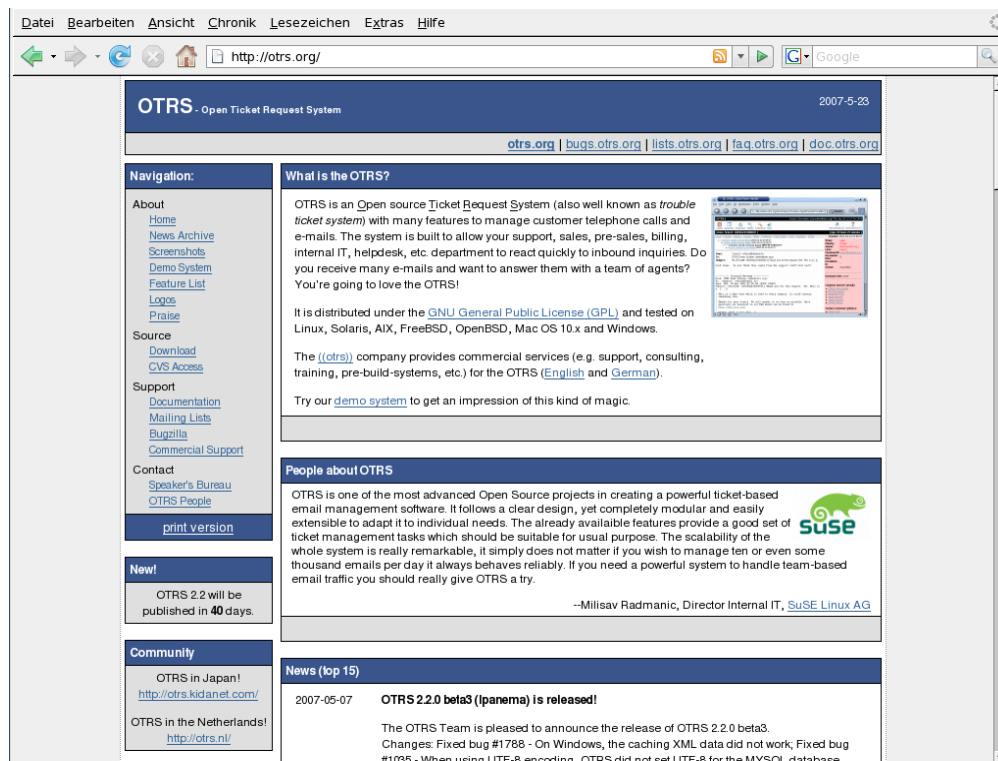 Datei Bearbeiten Ansicht Chronik Lesezeichen Extras Hilfe
http://otrs.org/
G
Google
OTRS - Open Ticket Request System
2007-5-23
otrs.org | bugs.otrs.org | lists.otrs.org | faq.otrs.org | doc.otrs.org
Navigation:
About
Home
News Archive
Screenshots
Demo System
Feature List
Logos
Praise
Source
Download
CVS Access
Support
Documentation
Mailing Lists
Bugzilla
Commercial Support
Contact
Speaker's Bureau
OTRS People
print version
New!
OTRS 2.2 will be
published in 40 days.
Community
OTRS in Japan!
http://otrs.kidanet.com/
OTRS in the Netherlands!
http://otrs.nl/
What is the OTRS?
OTRS is an Open source Ticket Request System (also well known as trouble
ticket system) with many features to manage customer telephone calls and
e-mails. The system is built to allow your support, sales, pre-sales, billing,
internal IT, helpdesk, etc. department to react quickly to inbound inquiries. Do
you receive many e-mails and want to answer them with a team of agents?
You're going to love the OTRS!
It is distributed under the GNU General Public License (GPL) and tested on
Linux, Solaris, AIX, FreeBSD, OpenBSD, Mac OS 10.x and Windows.
The ((otrs)) company provides commercial services (e.g. support, consulting,
training, pre-build-systems, etc.) for the OTRS (English and German).
Try our demo system to get an impression of this kind of magic.
People about OTRS
OTRS is one of the most advanced Open Source projects in creating a powerful ticket-based
email management software. It follows a clear design, yet completely modular and easily
extensible to adapt it to individual needs. The already availaible features provide a good set of
ticket management tasks which should be suitable for usual purpose. The scalability of the
whole system is really remarkable, it simply does not matter if you wish to manage ten or even some
thousand emails per day it always behaves reliably. If you need a powerful system to handle team-based
email traffic you should really give OTRS a try.
SUSE
--Milisav Radmanic, Director Internal IT, SuSE Linux AG
News (top 15)
2007-05-07 OTRS 2.2.0 beta3 (Ipanema) is released!
The OTRS Team is pleased to announce the release of OTRS 2.2.0 beta3.
Changes: Fixed bug #1788 - On Windows, the caching XML data did not work; Fixed bug
#1035 - When using UTF-8 encoding, OTRS did not set UTF-8 for the MYSQL database